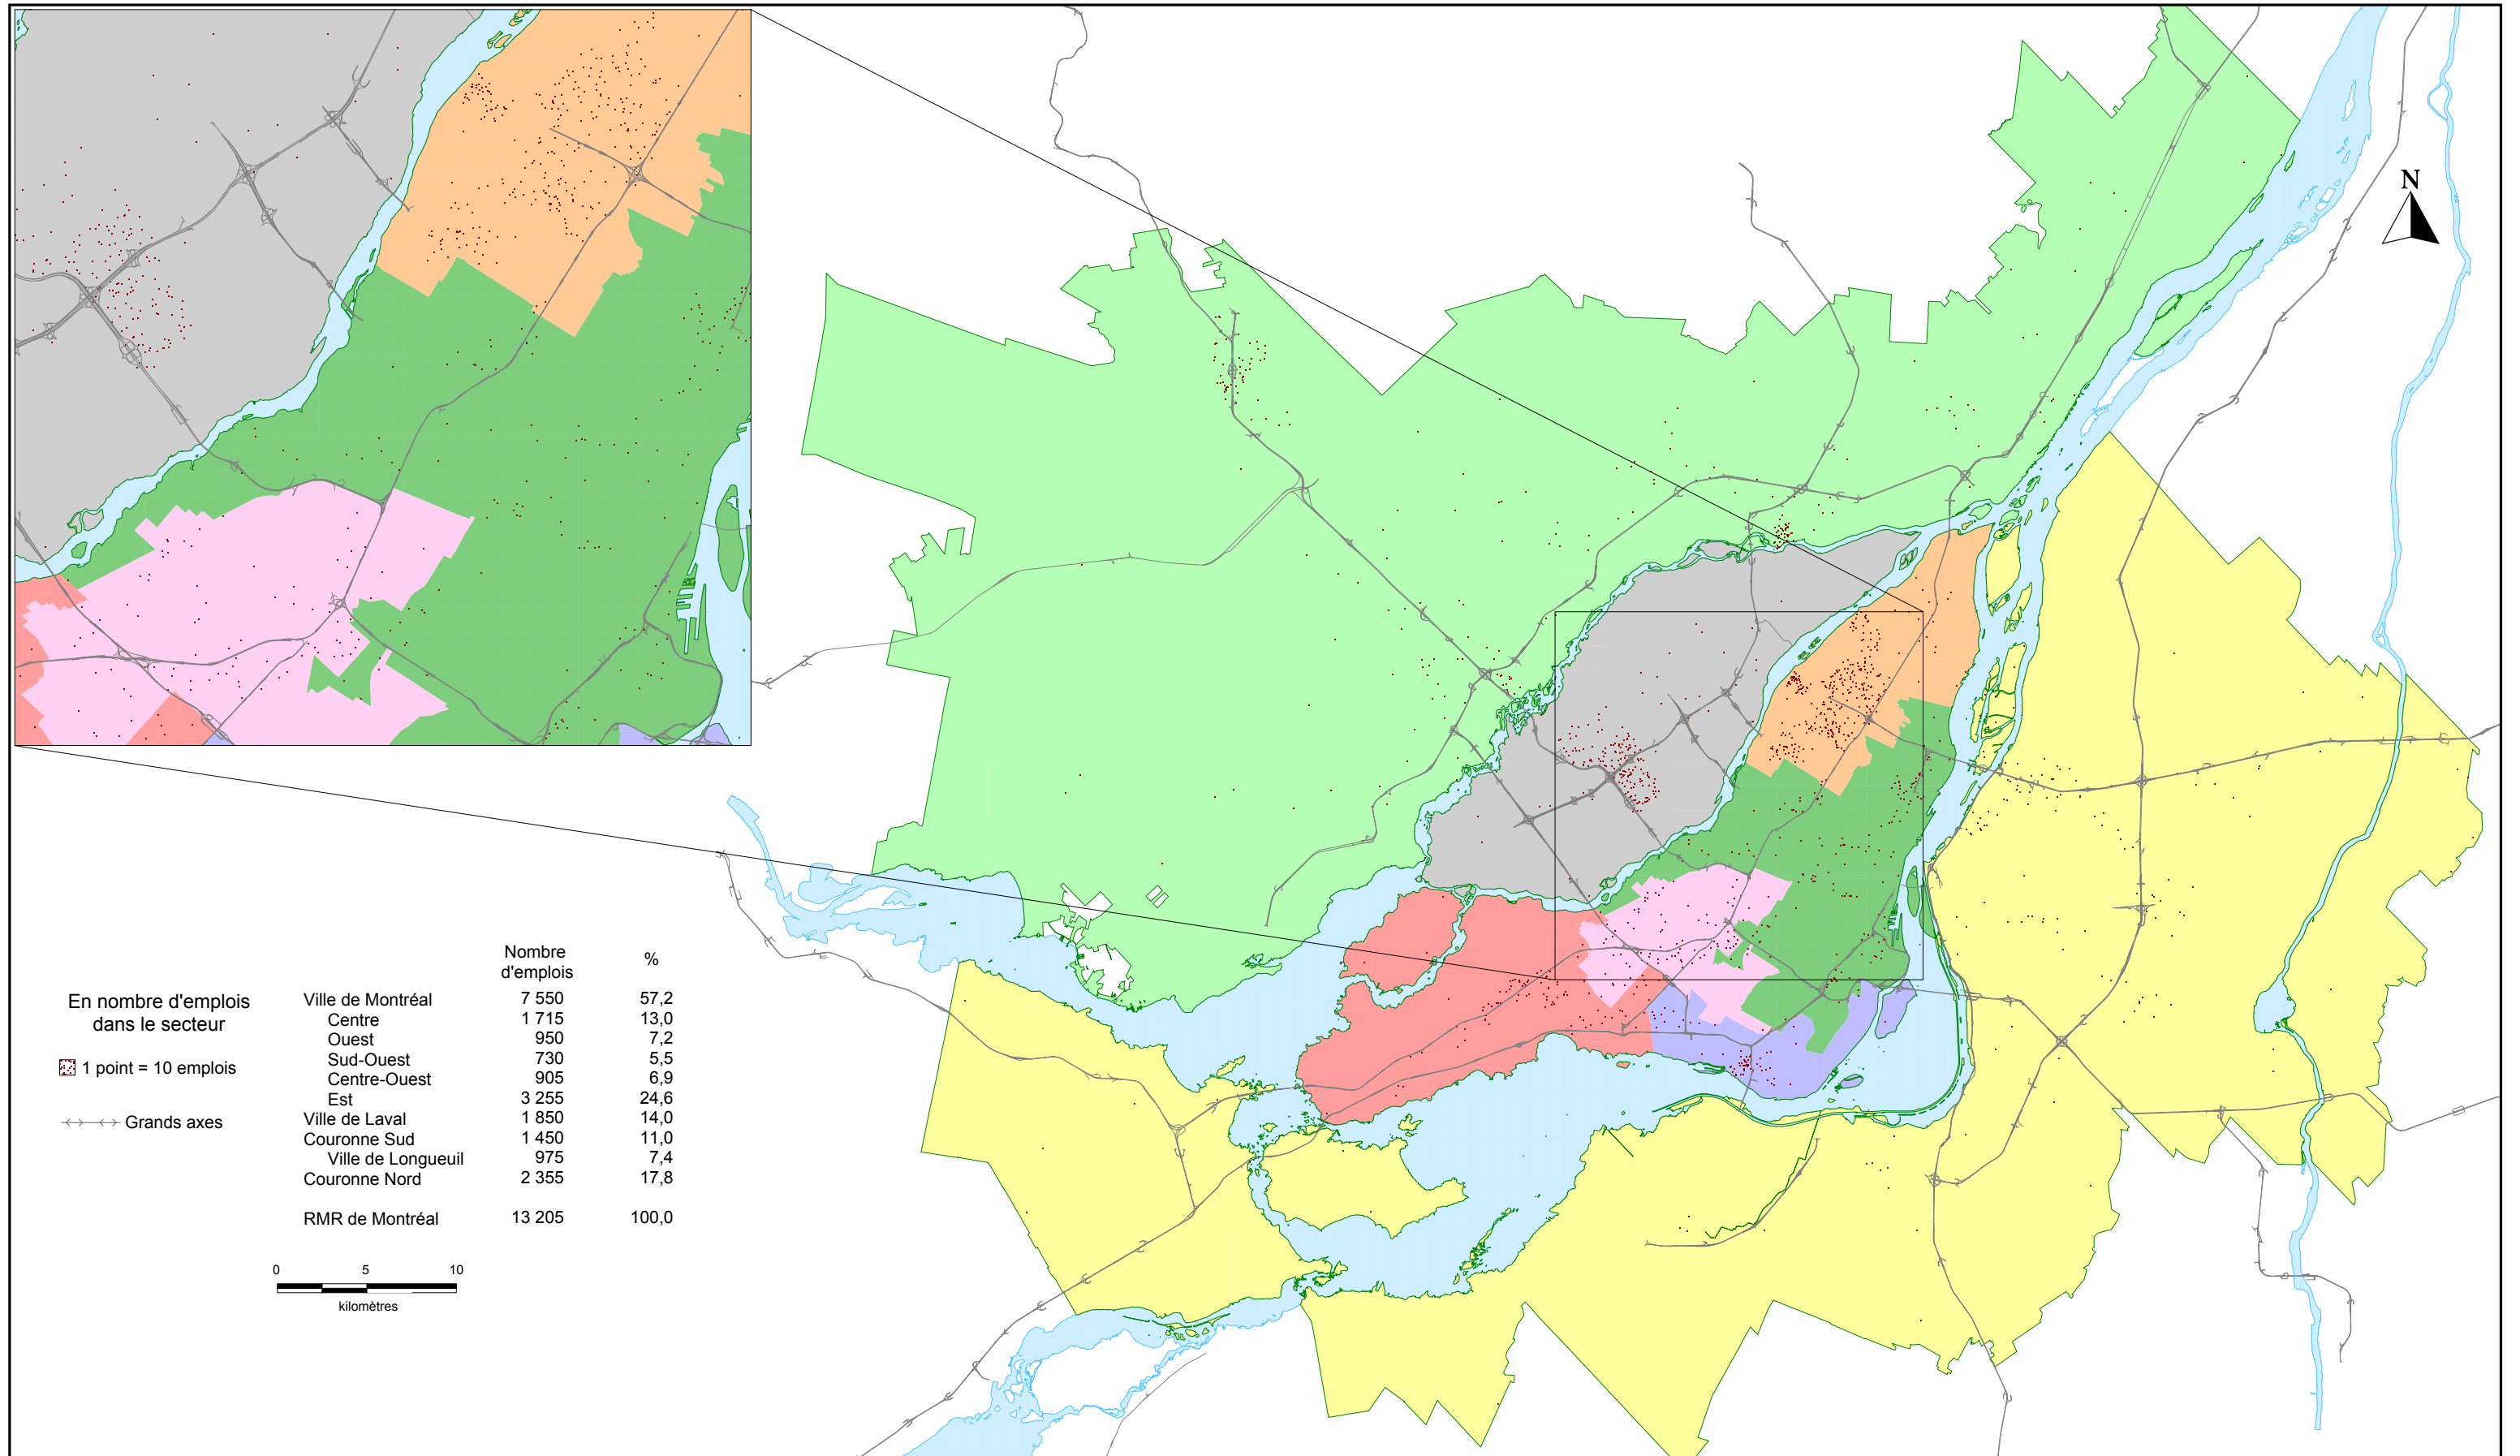 N
Nombre
d'emplois
%
En nombre d'emplois
dans le secteur
1 point = 10 emplois
Grands axes
Ville de Montréal 7 550 57,2
Centre 1 715 13,0
Ouest 950 7,2
Sud-Ouest 730 5,5
Centre-Ouest 905 6,9
Est 3 255 24,6
Ville de Laval 1 850 14,0
Couronne Sud 1 450 11,0
Ville de Longueuil 975 7,4
Couronne Nord 2 355 17,8
RMR de Montréal 13 205 100,0
0 5 10
kilomètres